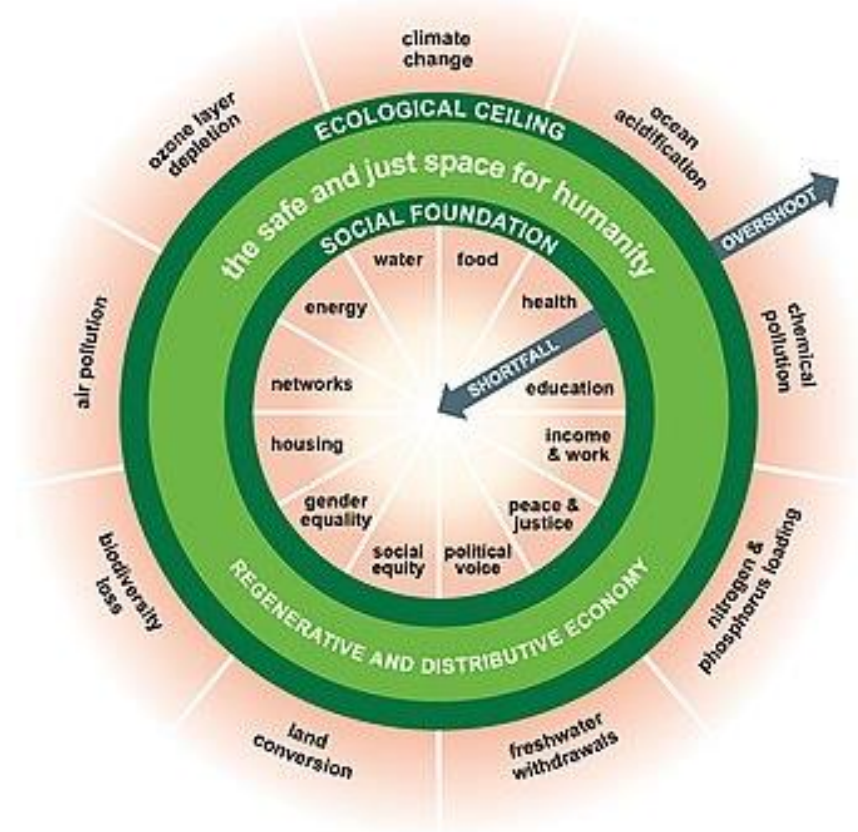 climate
change
ozone layer
depletion
ocean
acidification
ECOLOGICAL CEILING
the safe and just space for humanity
SOCIAL FOUNDATION
OVERSHOOT
water
food
energy
health
SHORTFALL
air pollution
chemical
pollution
networks
education
housing
income
& work
gender
equality
peace &
justice
social
equity
political
voice
biodiversity
loss
nitrogen &
phosphorus loading
REGENERATIVE AND DISTRIBUTIVE ECONOMY
land
conversion
freshwater
withdrawals